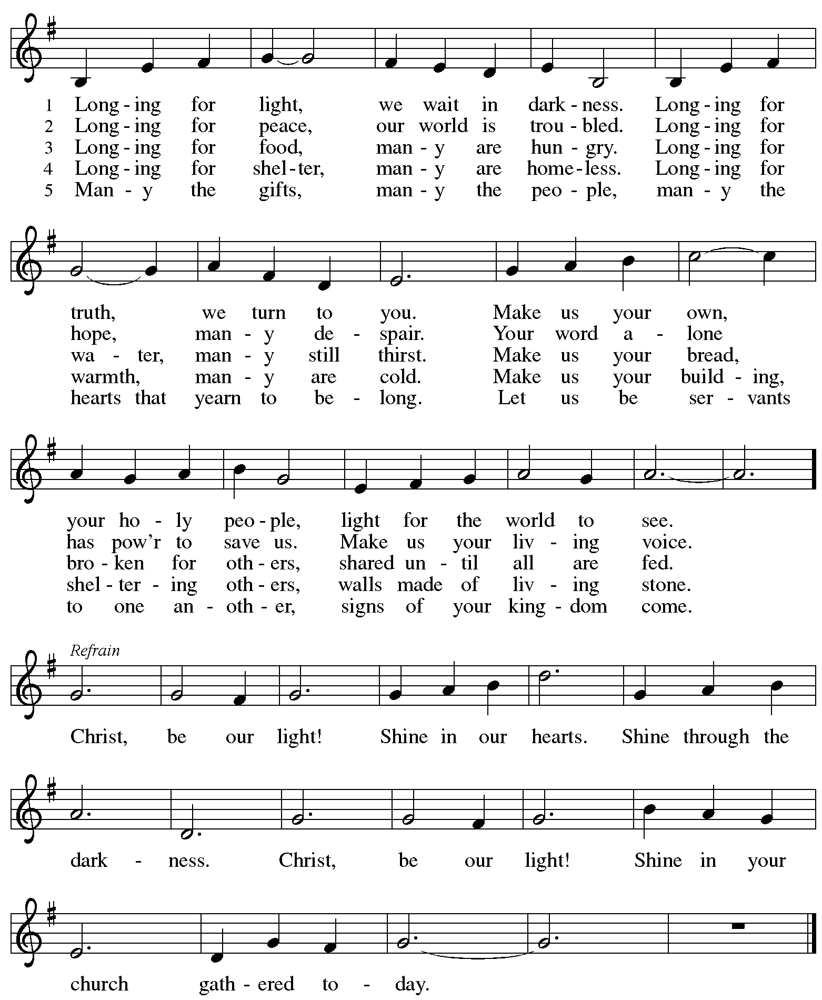 1 Long - ing for light, we wait in dark - ness. Long - ing for
2 Long - ing for peace, our world is trou - bled. Long - ing for
3 Long - ing for food, man - y are hun - gry. Long - ing for
4 Long - ing for shel - ter, man - y are home - less. Long - ing for
5 Man - y the gifts, man - y the peo - ple, man - y the
truth, we turn to you. Make us your own,
hope, man - y de - spair. Your word a - lone
wa - ter, man - y still thirst. Make us your bread,
warmth, man - y are cold. Make us your build - ing,
hearts that yearn to be - long. Let us be ser - vants
your ho - ly peo - ple, light for the world to see.
has pow'r to save us. Make us your liv - ing voice.
bro - ken for oth - ers, shared un - til all are fed.
shel - ter - ing oth - ers, walls made of liv - ing stone.
to one an - oth - er, signs of your king - dom come.
Refrain
Christ, be our light! Shine in our hearts. Shine through the
dark - ness. Christ, be our light! Shine in your
church gath - ered to - day.